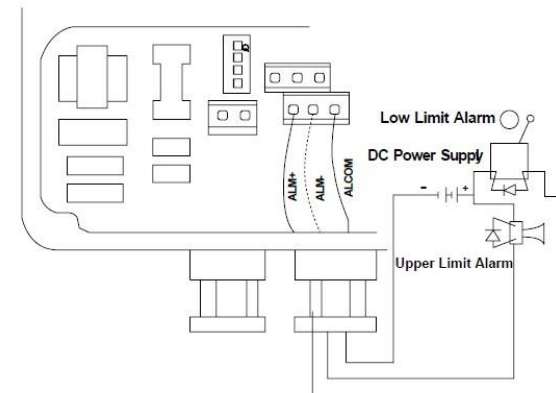 Low Limit Alarm
DC Power Supply
- +
Upper Limit Alarm
ALM+
ALM-
ALCOM